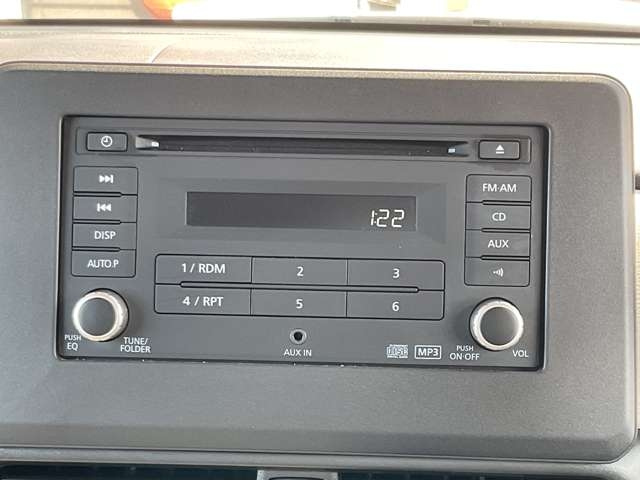 1:22
FM·AM
CD
DISP
AUX
AUTO.P
1 / RDM
2
3
4 / RPT
5
6
PUSH
EQ
TUNE/
FOLDER
AUX IN
MP3
PUSH
ON·OFF
VOL